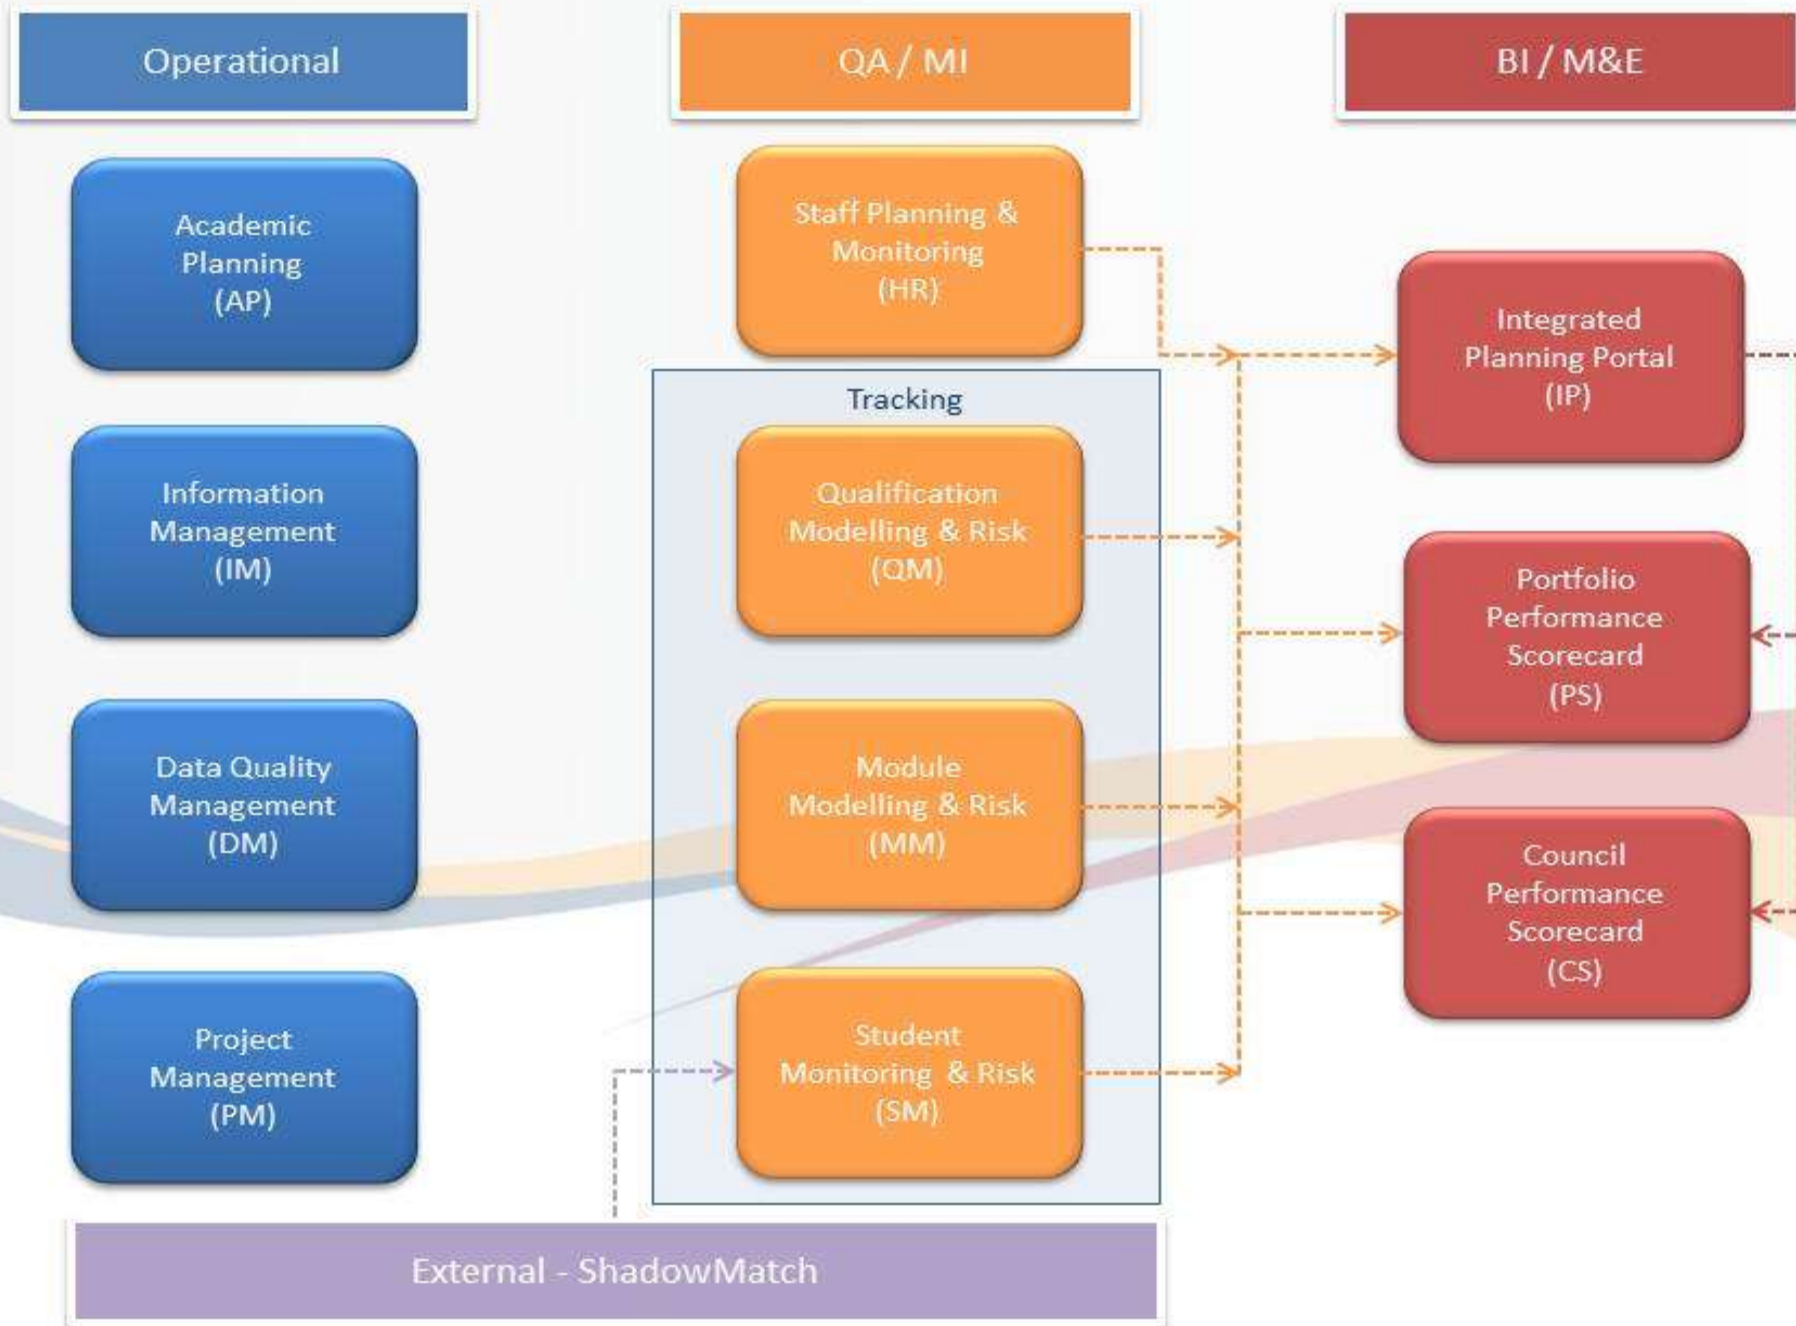 Operational
QA / MI
BI / M&E
Academic
Planning
(AP)
Information
Management
(IM)
Data Quality
Management
(DM)
Project
Management
(PM)
Staff Planning &
Monitoring
(HR)
Tracking
Qualification
Modelling & Risk
(QM)
Module
Modelling & Risk
(MM)
Student
Monitoring & Risk
(SM)
Integrated
Planning Portal
(IP)
Portfolio
Performance
Scorecard
(PS)
Council
Performance
Scorecard
(CS)
External - ShadowMatch